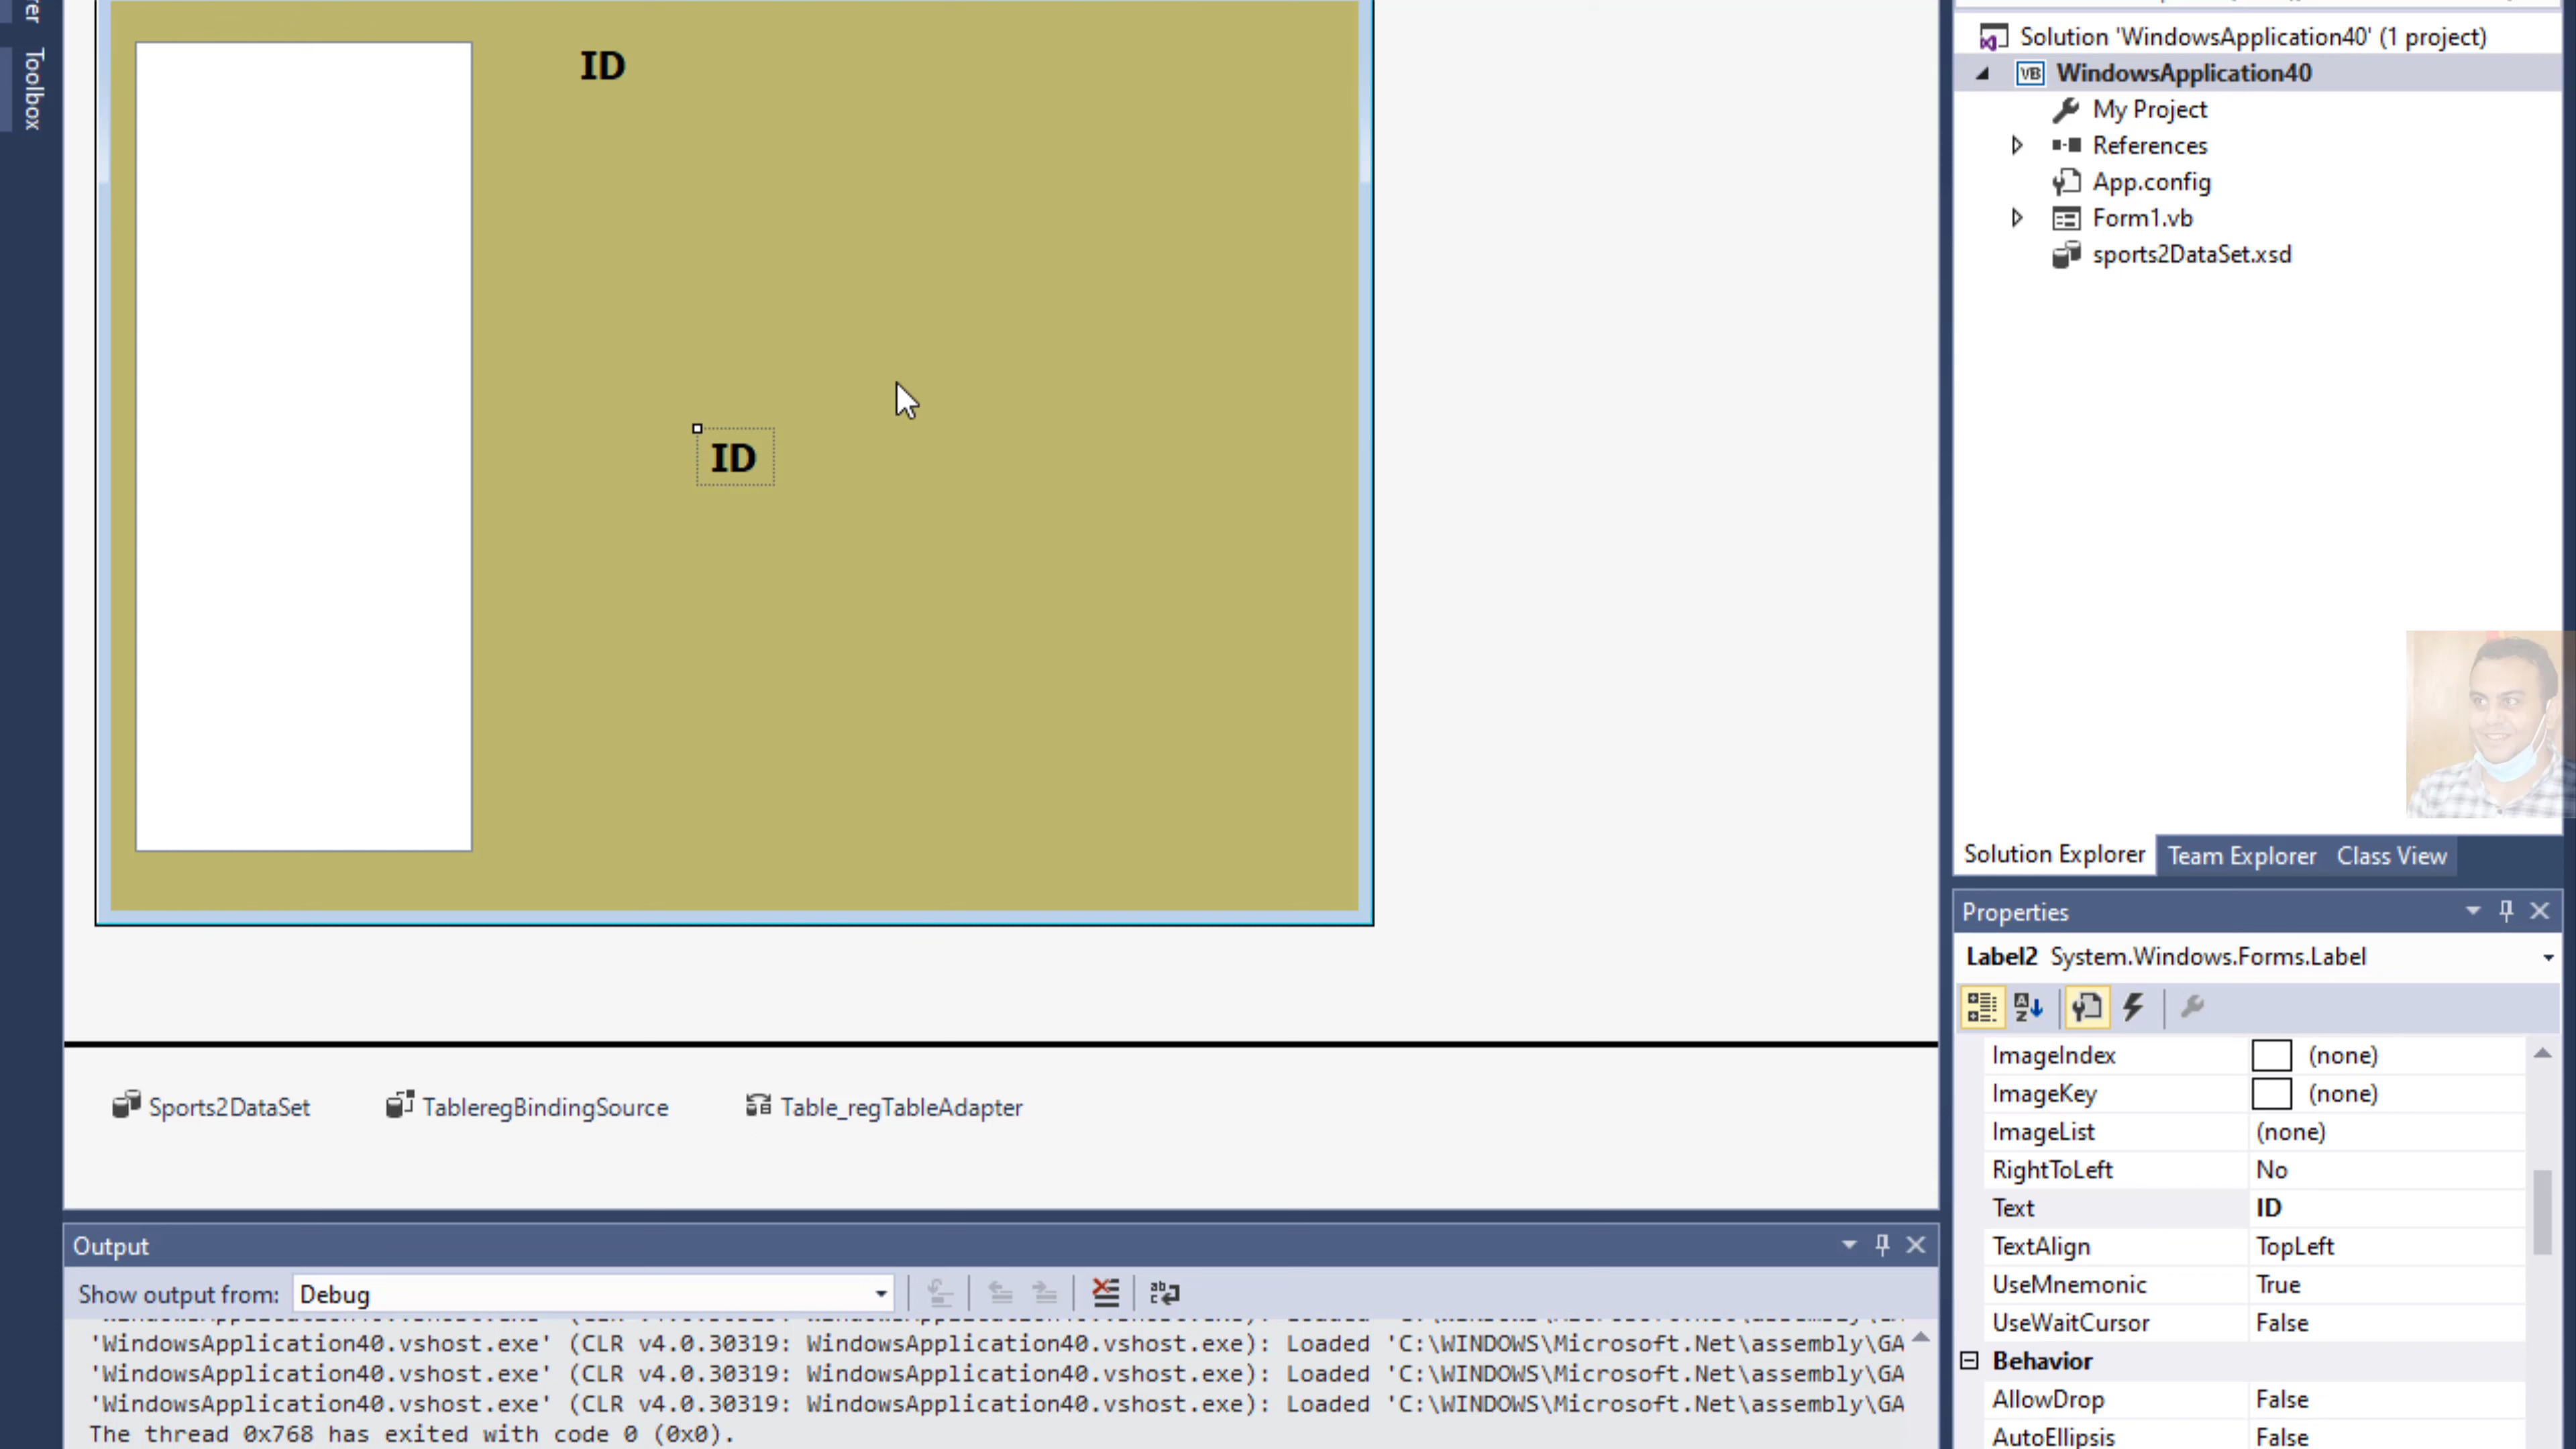 er
Toolbox
ID
ID
Sports2DataSet
TableregBindingSource
Table_regTableAdapter
Output
Show output from:
Debug
'WindowsApplication40.vshost.exe' (CLR v4.0.30319: WindowsApplication40.vshost.exe): Loaded 'C:\WINDOWS\Microsoft.Net\assembly\GA
'WindowsApplication40.vshost.exe' (CLR v4.0.30319: WindowsApplication40.vshost.exe): Loaded 'C:\WINDOWS\Microsoft.Net\assembly\GA
'WindowsApplication40.vshost.exe' (CLR v4.0.30319: WindowsApplication40.vshost.exe): Loaded 'C:\WINDOWS\Microsoft.Net\assembly\GA
The thread 0x768 has exited with code 0 (0x0).
Solution 'WindowsApplication40' (1 project)
VB WindowsApplication40
My Project
References
App.config
Form1.vb
sports2DataSet.xsd
Solution Explorer Team Explorer Class View
Properties
Label2 System.Windows.Forms.Label
ImageIndex (none)
ImageKey (none)
ImageList (none)
RightToLeft No
Text ID
TextAlign TopLeft
UseMnemonic True
UseWaitCursor False
Behavior
AllowDrop False
AutoEllipsis False